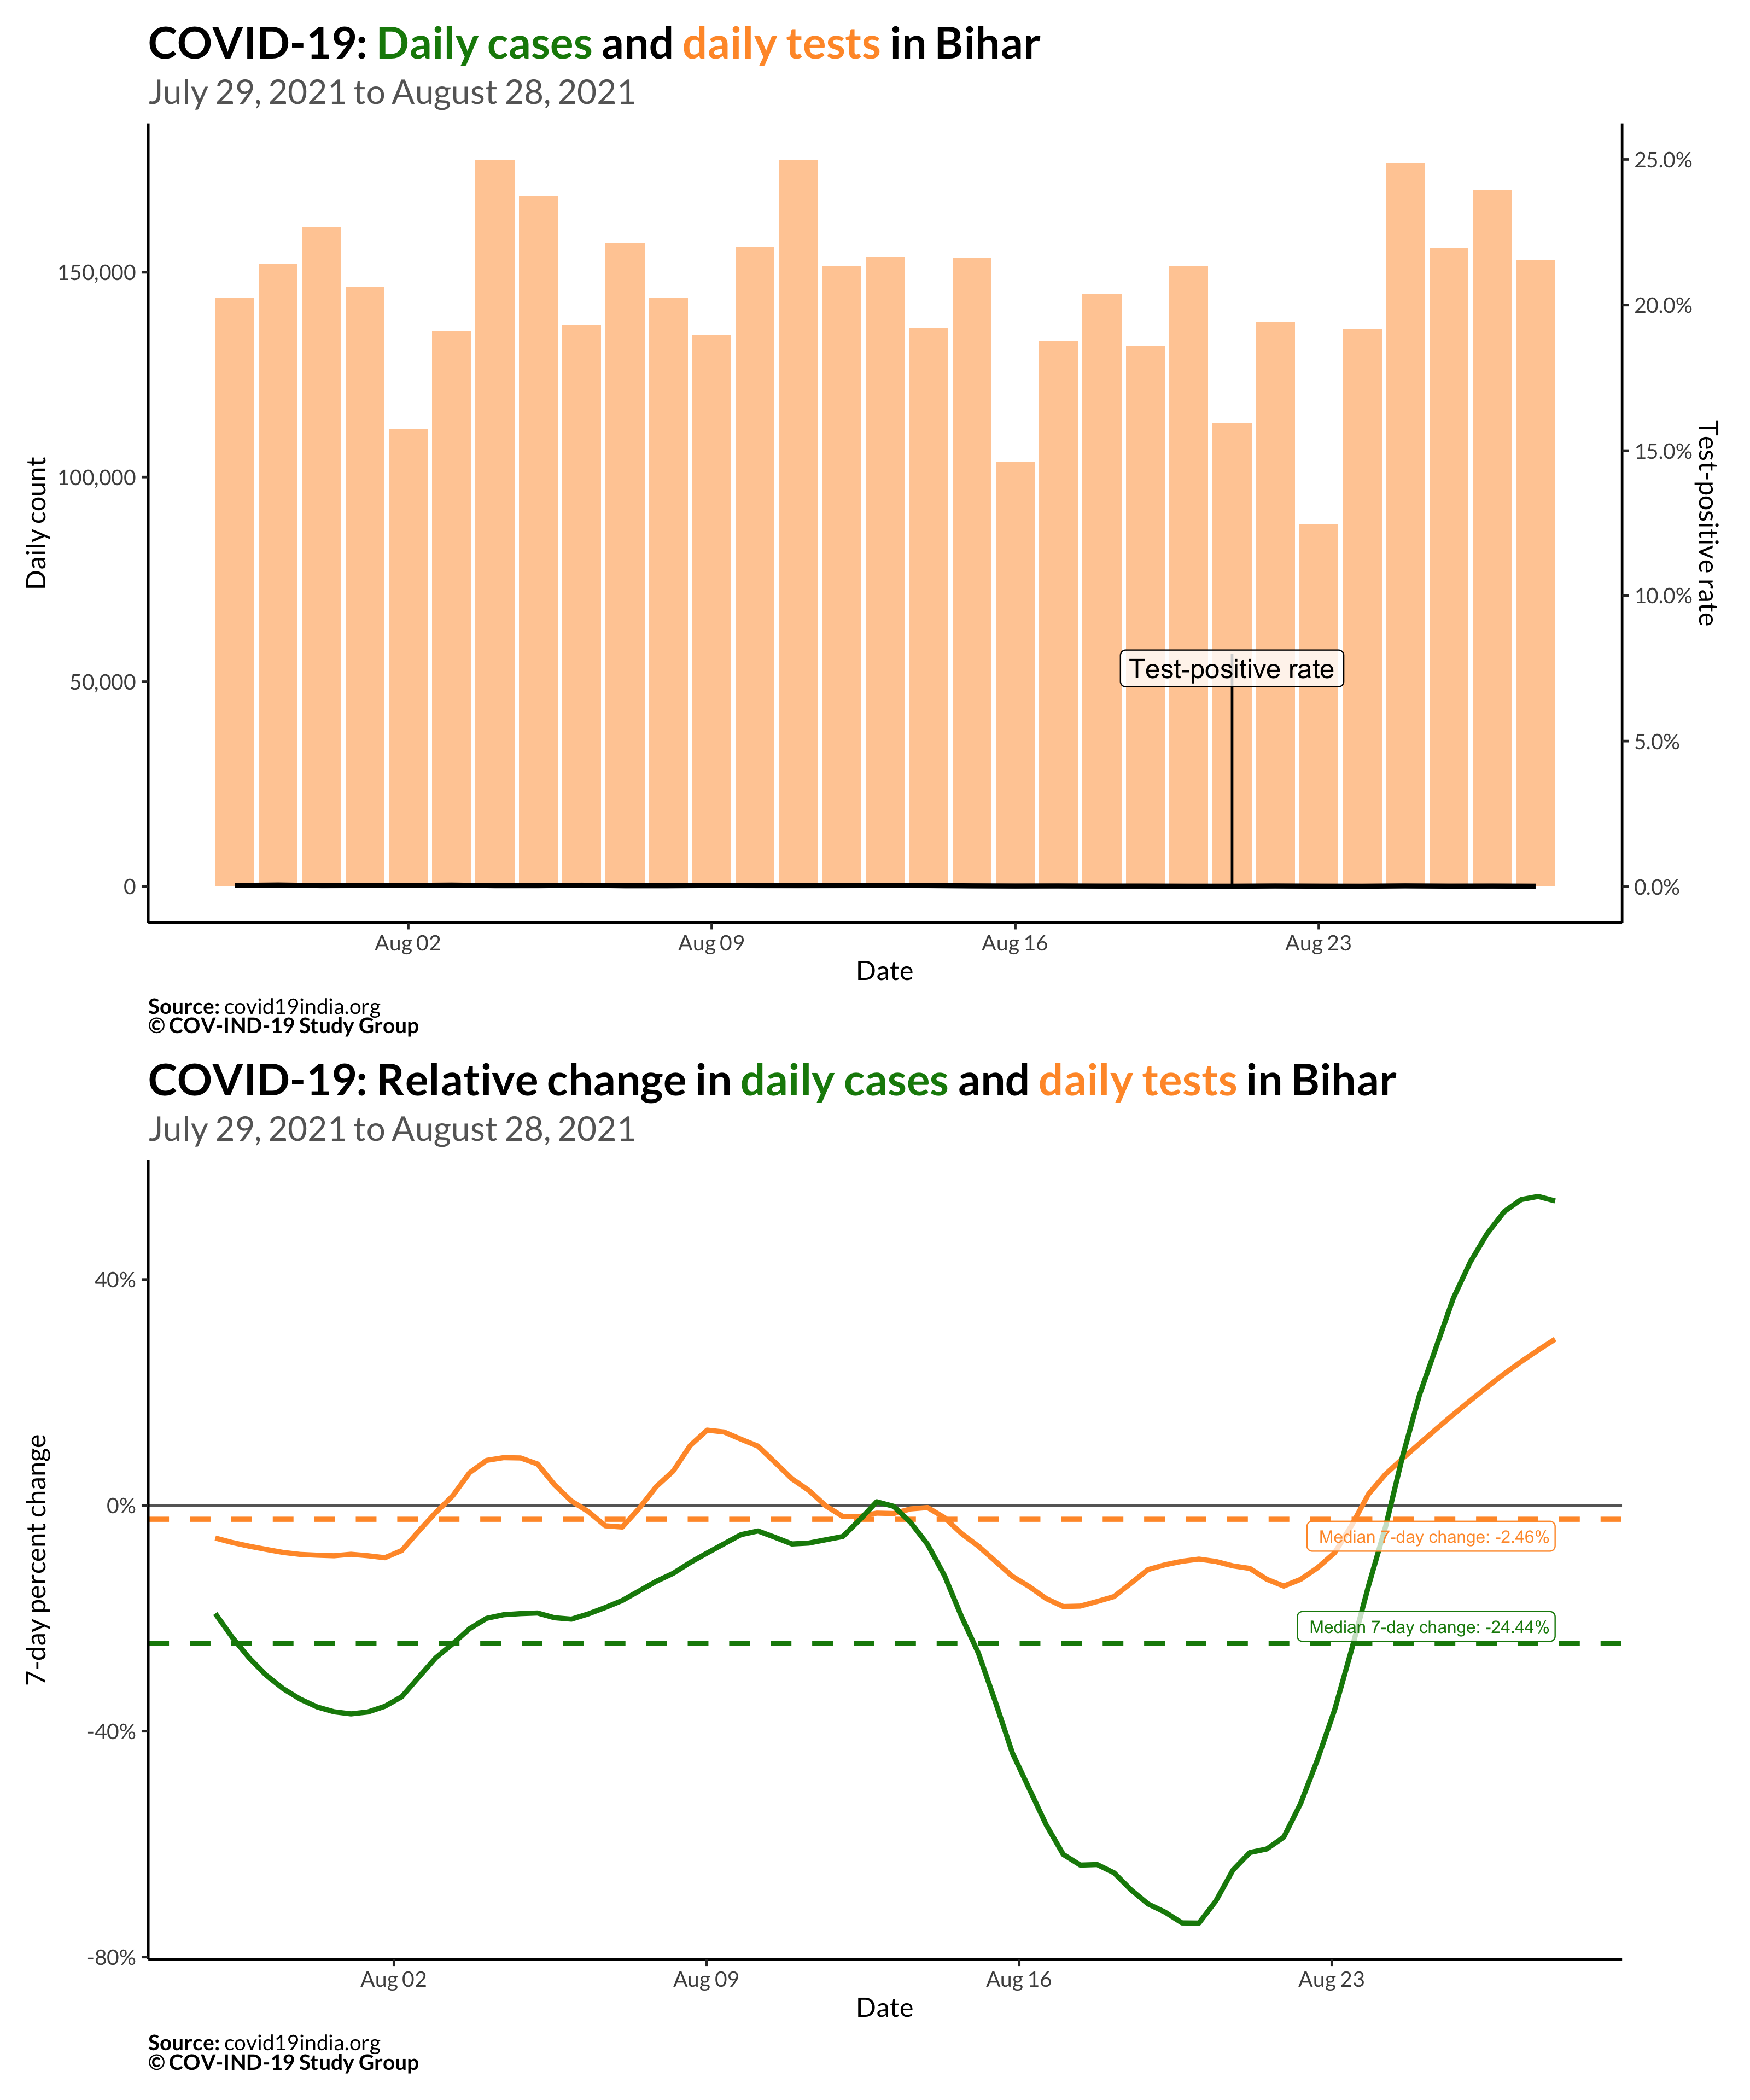 COVID-19: Daily cases and daily tests in Bihar
July 29, 2021 to August 28, 2021
Daily count
150,000
100,000
50,000
0
25.0%
20.0%
15.0%
10.0%
5.0%
0.0%
Test-positive rate
Test-positive rate
Aug 02
Aug 09
Aug 16
Aug 23
Date
Source: covid19india.org
© COV-IND-19 Study Group
COVID-19: Relative change in daily cases and daily tests in Bihar
July 29, 2021 to August 28, 2021
7-day percent change
40%
0%
-40%
-80%
Median 7-day change: -2.46%
Median 7-day change: -24.44%
Aug 02
Aug 09
Aug 16
Aug 23
Date
Source: covid19india.org
© COV-IND-19 Study Group